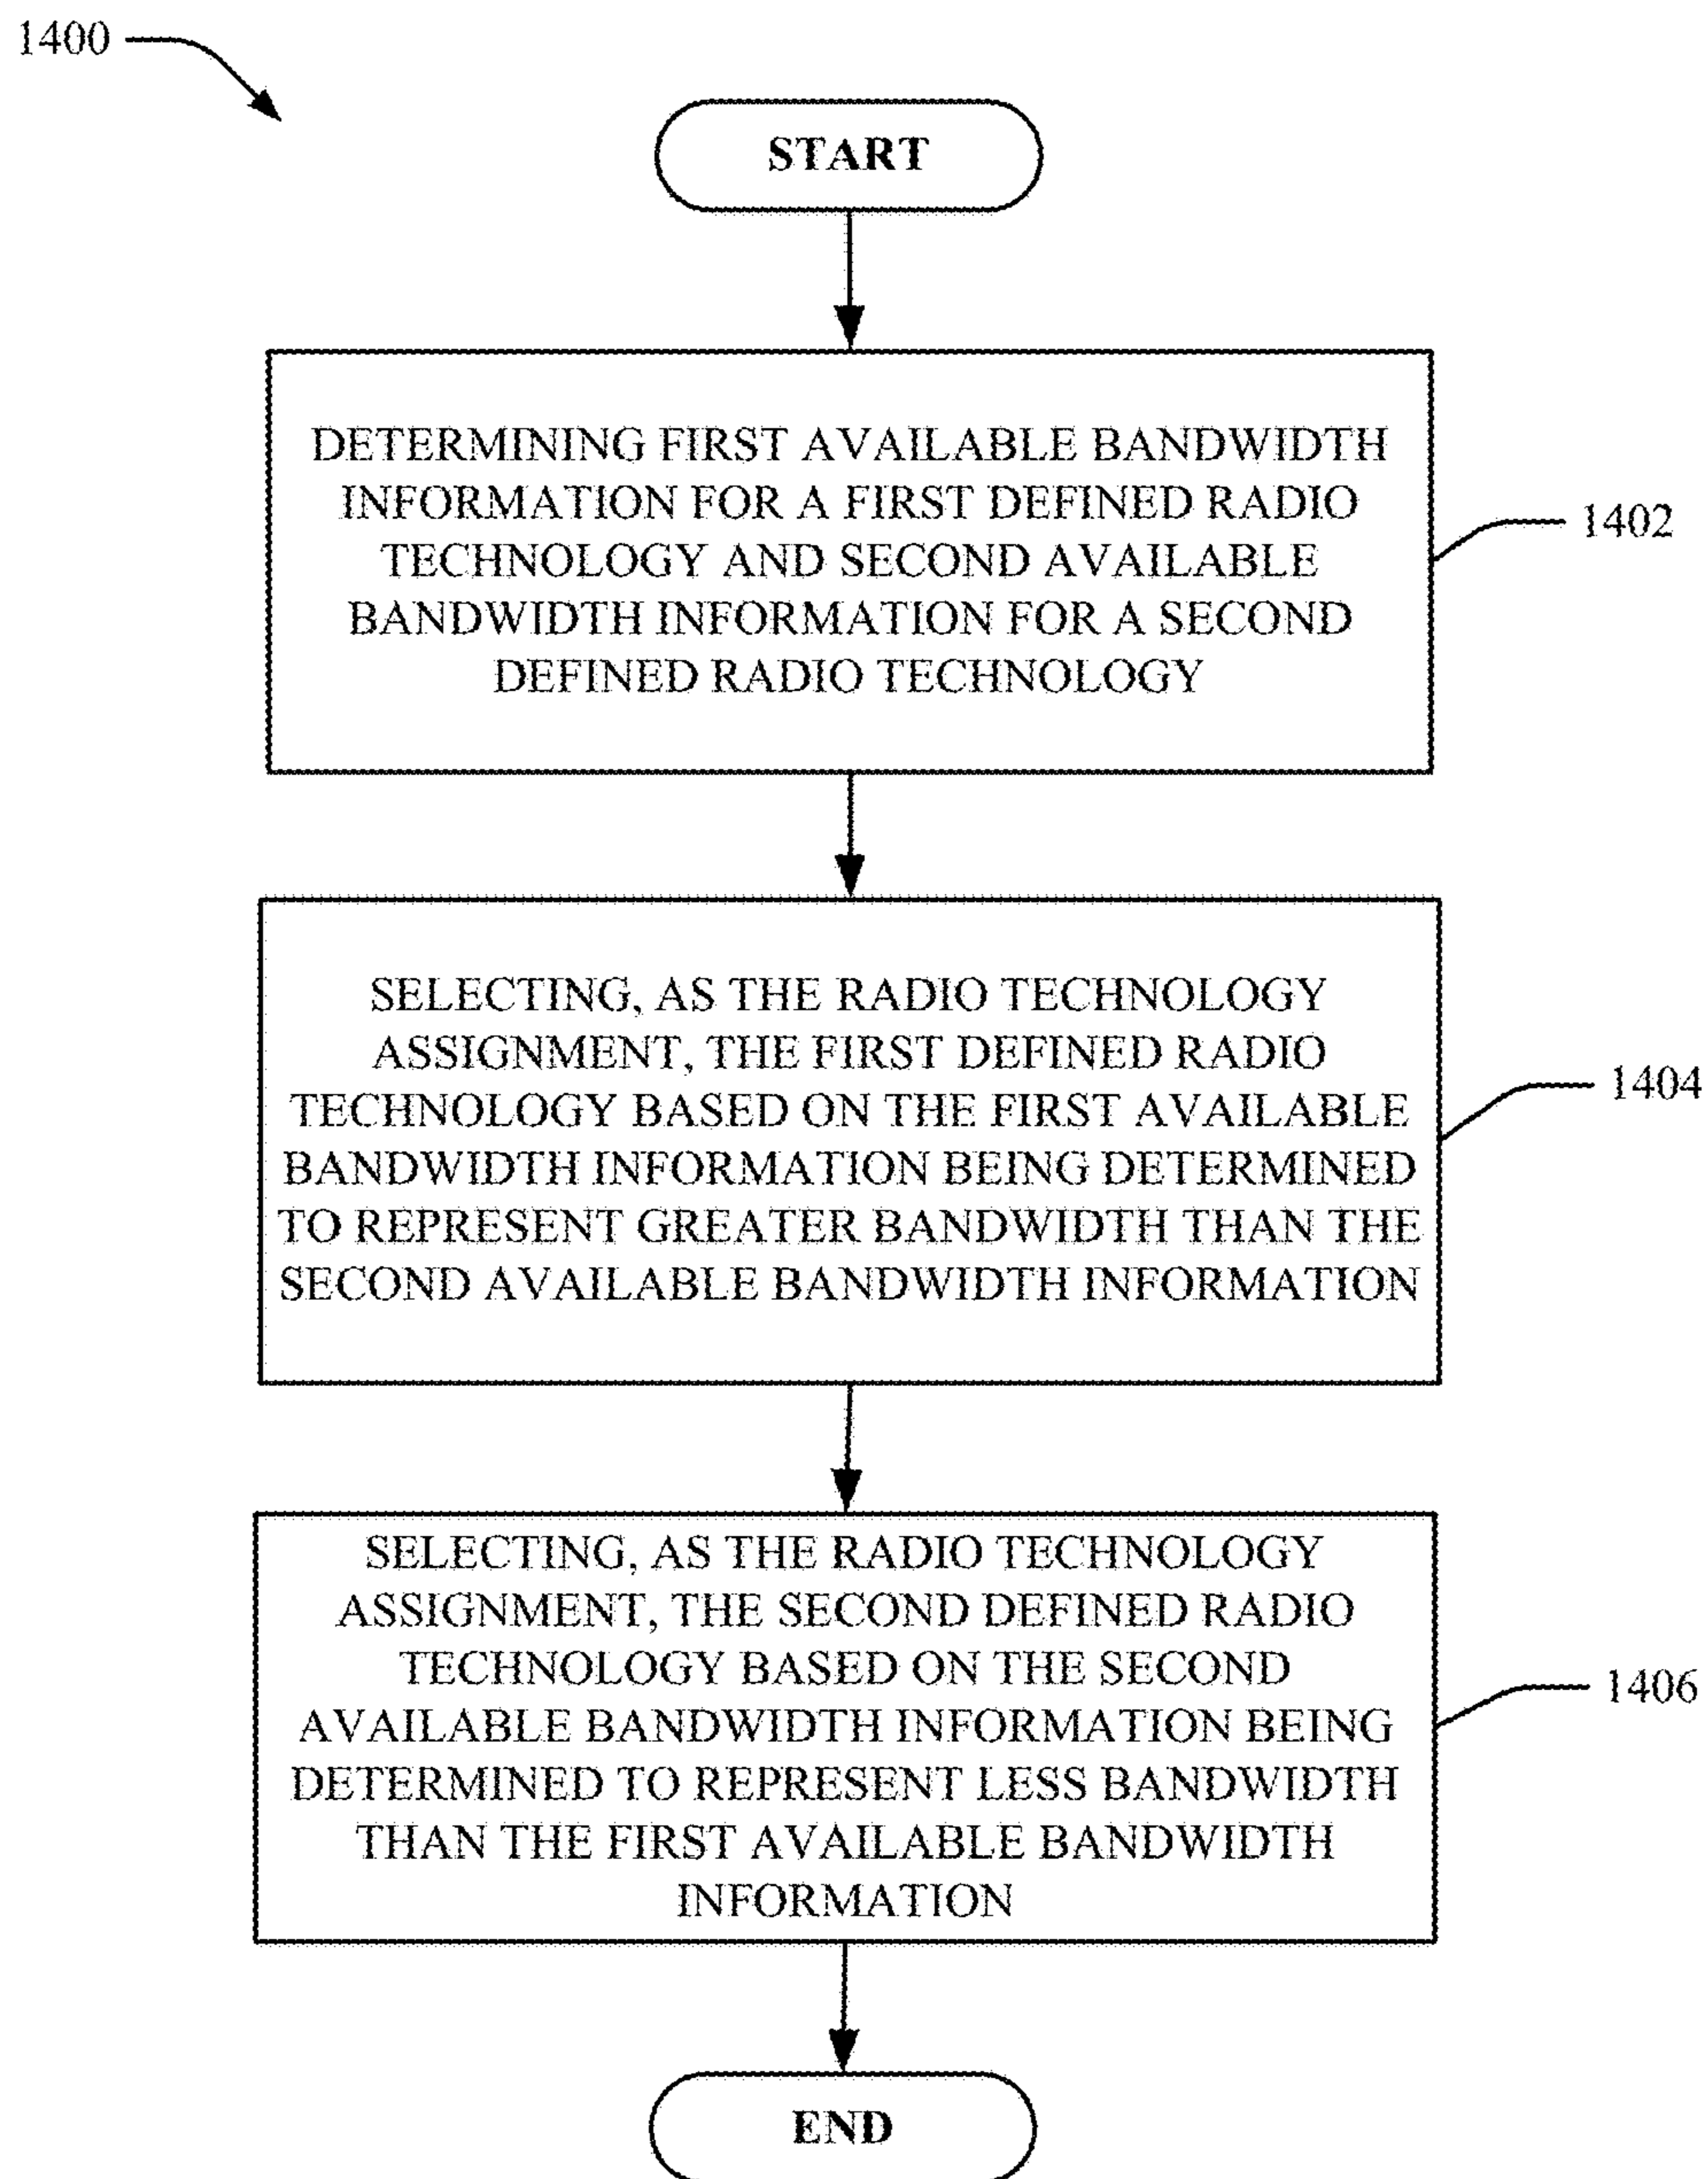 1400
START
DETERMINING FIRST AVAILABLE BANDWIDTH
INFORMATION FOR A FIRST DEFINED RADIO
TECHNOLOGY AND SECOND AVAILABLE
BANDWIDTH INFORMATION FOR A SECOND
DEFINED RADIO TECHNOLOGY
1402
SELECTING, AS THE RADIO TECHNOLOGY
ASSIGNMENT, THE FIRST DEFINED RADIO
TECHNOLOGY BASED ON THE FIRST AVAILABLE
BANDWIDTH INFORMATION BEING DETERMINED
TO REPRESENT GREATER BANDWIDTH THAN THE
SECOND AVAILABLE BANDWIDTH INFORMATION
1404
SELECTING, AS THE RADIO TECHNOLOGY
ASSIGNMENT, THE SECOND DEFINED RADIO
TECHNOLOGY BASED ON THE SECOND
AVAILABLE BANDWIDTH INFORMATION BEING
DETERMINED TO REPRESENT LESS BANDWIDTH
THAN THE FIRST AVAILABLE BANDWIDTH
INFORMATION
1406
END